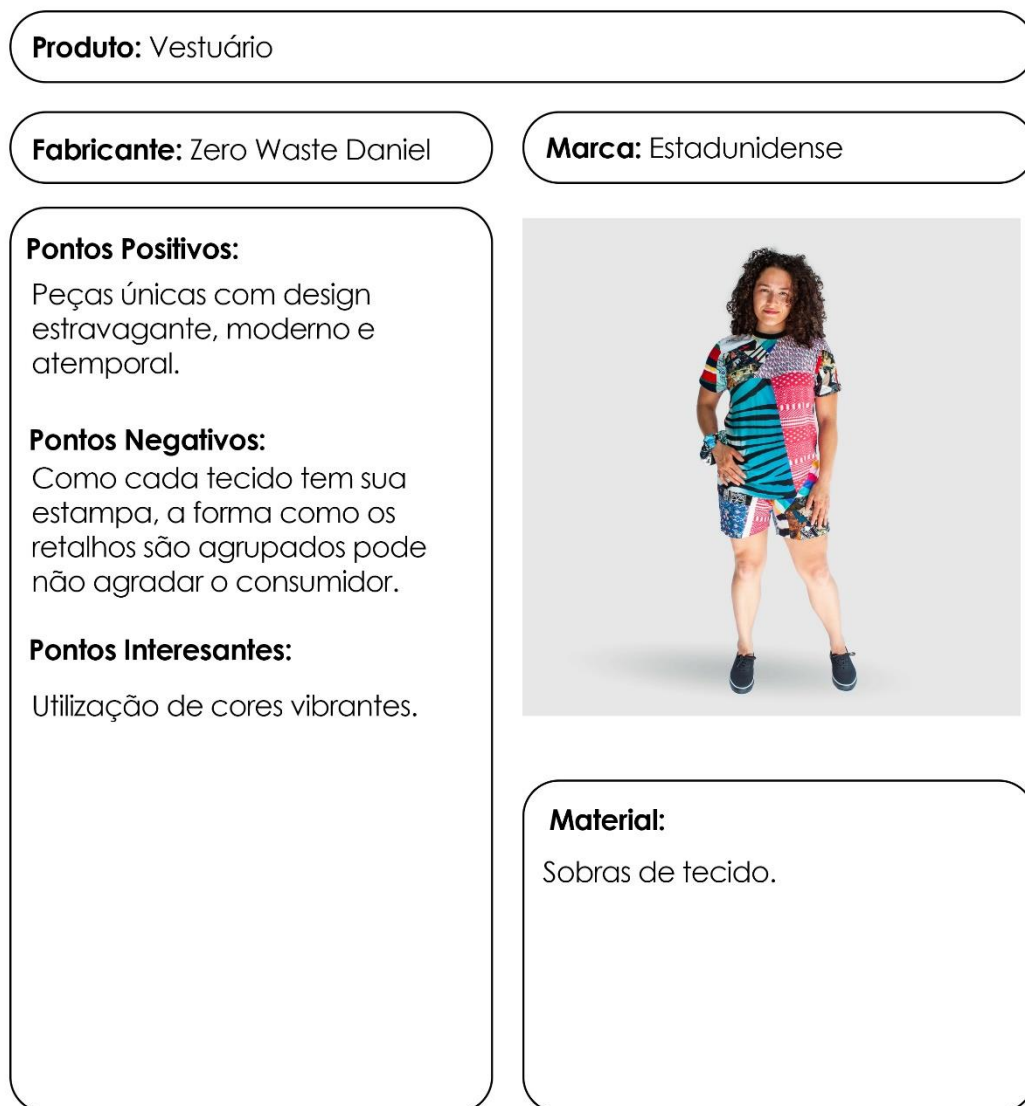 Produto: Vestuário
Fabricante: Zero Waste Daniel
Marca: Estadunidense
Pontos Positivos:
Peças únicas com design
estravagante, moderno e
atemporal.
Pontos Negativos:
Como cada tecido tem sua
estampa, a forma como os
retalhos são agrupados pode
não agradar o consumidor.
Pontos Interesantes:
Utilização de cores vibrantes.
Material:
Sobras de tecido.